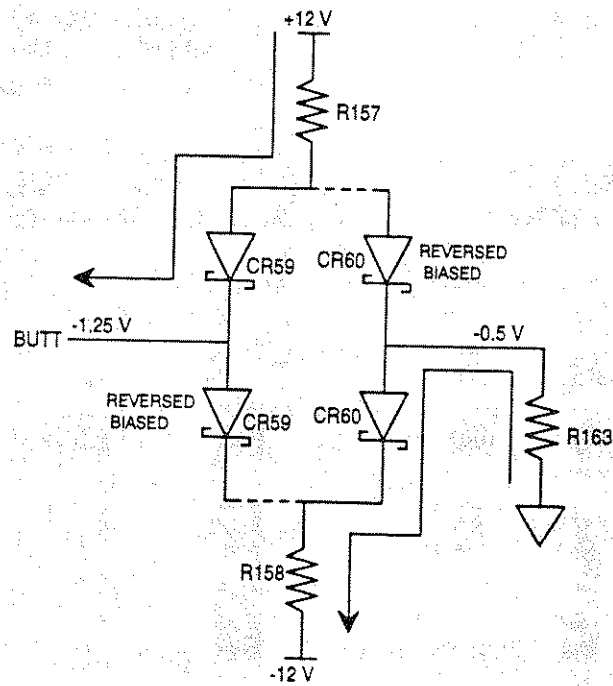 +12 V
R157
CR59
CR60
REVERSED
BIASED
BUTT
-1.25 V
-0.5 V
REVERSED
BIASED
CR59
CR60
R163
R158
-12 V